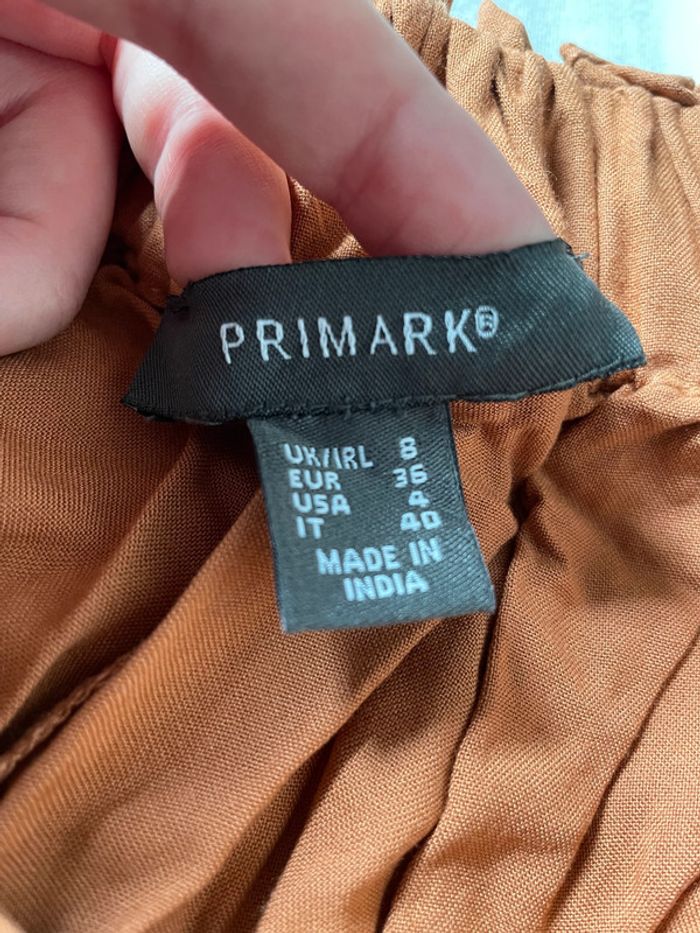 PRIMARK®
UK/IRL 8
EUR 36
USA 4
IT 40
MADE IN
INDIA